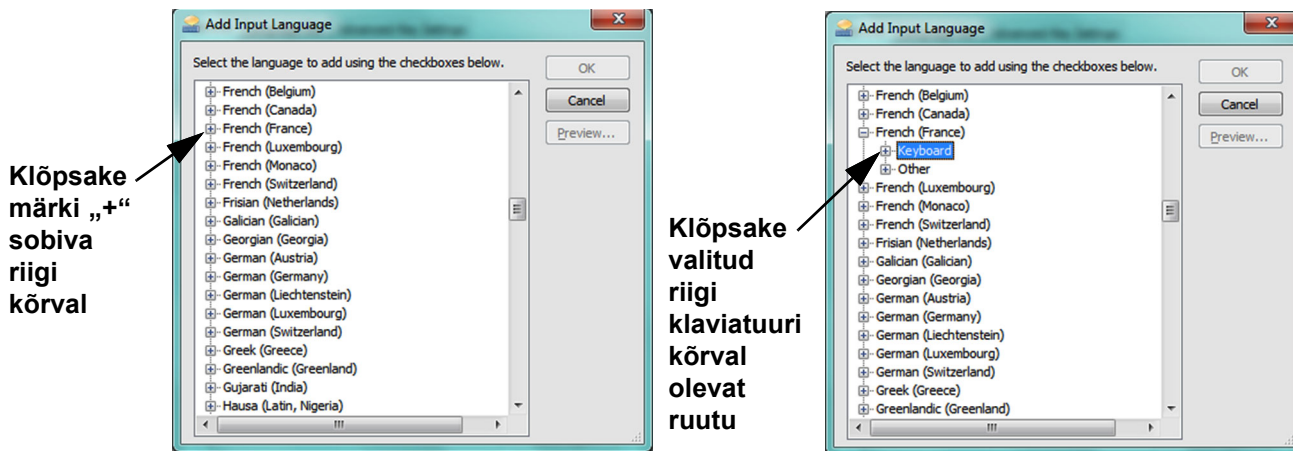 Add Input Language
Select the language to add using the checkboxes below.
French (Belgium)
French (Canada)
French (France)
French (Luxembourg)
French (Monaco)
French (Switzerland)
Frisian (Netherlands)
Galician (Galician)
Georgian (Georgia)
German (Austria)
German (Germany)
German (Liechtenstein)
German (Luxembourg)
German (Switzerland)
Greek (Greece)
Greenlandic (Greenland)
Gujarati (India)
Hausa (Latin, Nigeria)
OK
Cancel
Preview...
Klõpsake
märki „+“
sobiva
riigi
kõrval
Add Input Language
Select the language to add using the checkboxes below.
French (Belgium)
French (Canada)
French (France)
Keyboard
Other
French (Luxembourg)
French (Monaco)
French (Switzerland)
Frisian (Netherlands)
Galician (Galician)
Georgian (Georgia)
German (Austria)
German (Germany)
German (Liechtenstein)
German (Luxembourg)
German (Switzerland)
Greek (Greece)
Greenlandic (Greenland)
OK
Cancel
Preview...
Klõpsake
valitud
riigi
klaviatuuri
kõrval
olevat
ruutu